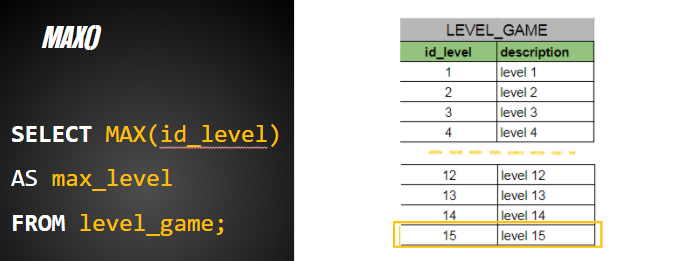 MAX()
SELECT MAX(id_level)
AS max_level
FROM level_game;
LEVEL_GAME
id_level description
1 level 1
2 level 2
3 level 3
4 level 4
12 level 12
13 level 13
14 level 14
15 level 15